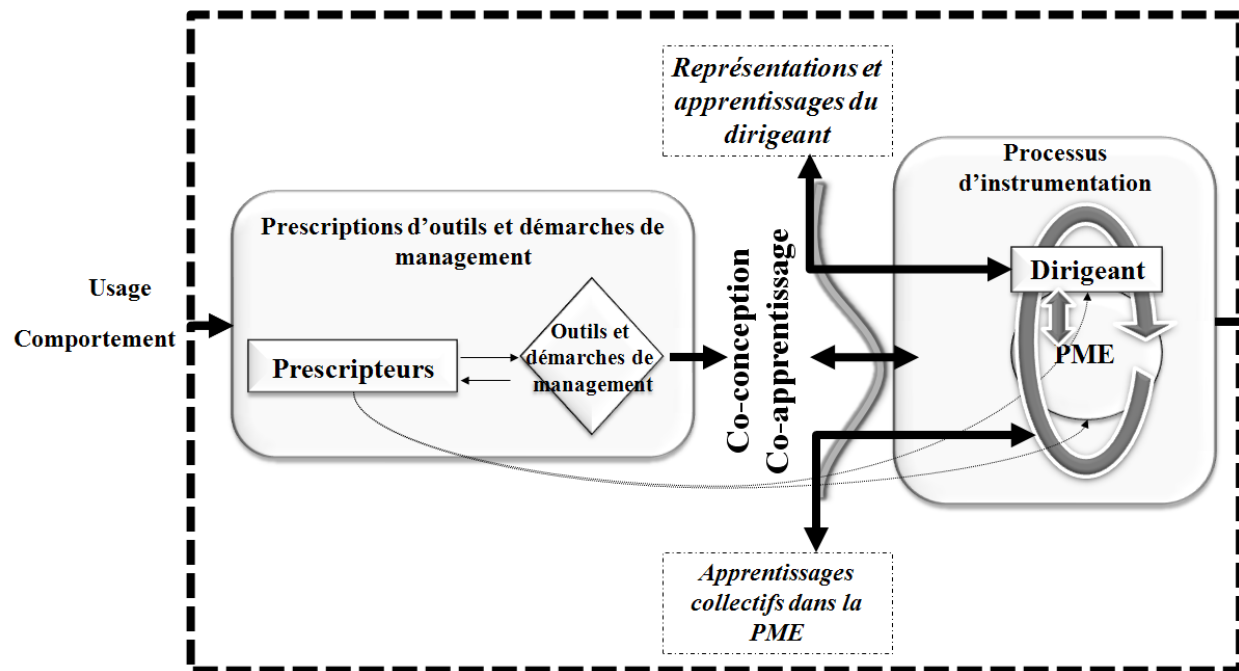 Usage
Comportement
Prescriptions d'outils et démarches de
management
Prescripteurs
Outils et
démarches de
management
Co-conception
Co-apprentissage
Représentations et
apprentissages du
dirigeant
Apprentissages
collectifs dans la
PME
Processus
d'instrumentation
Dirigeant
PME